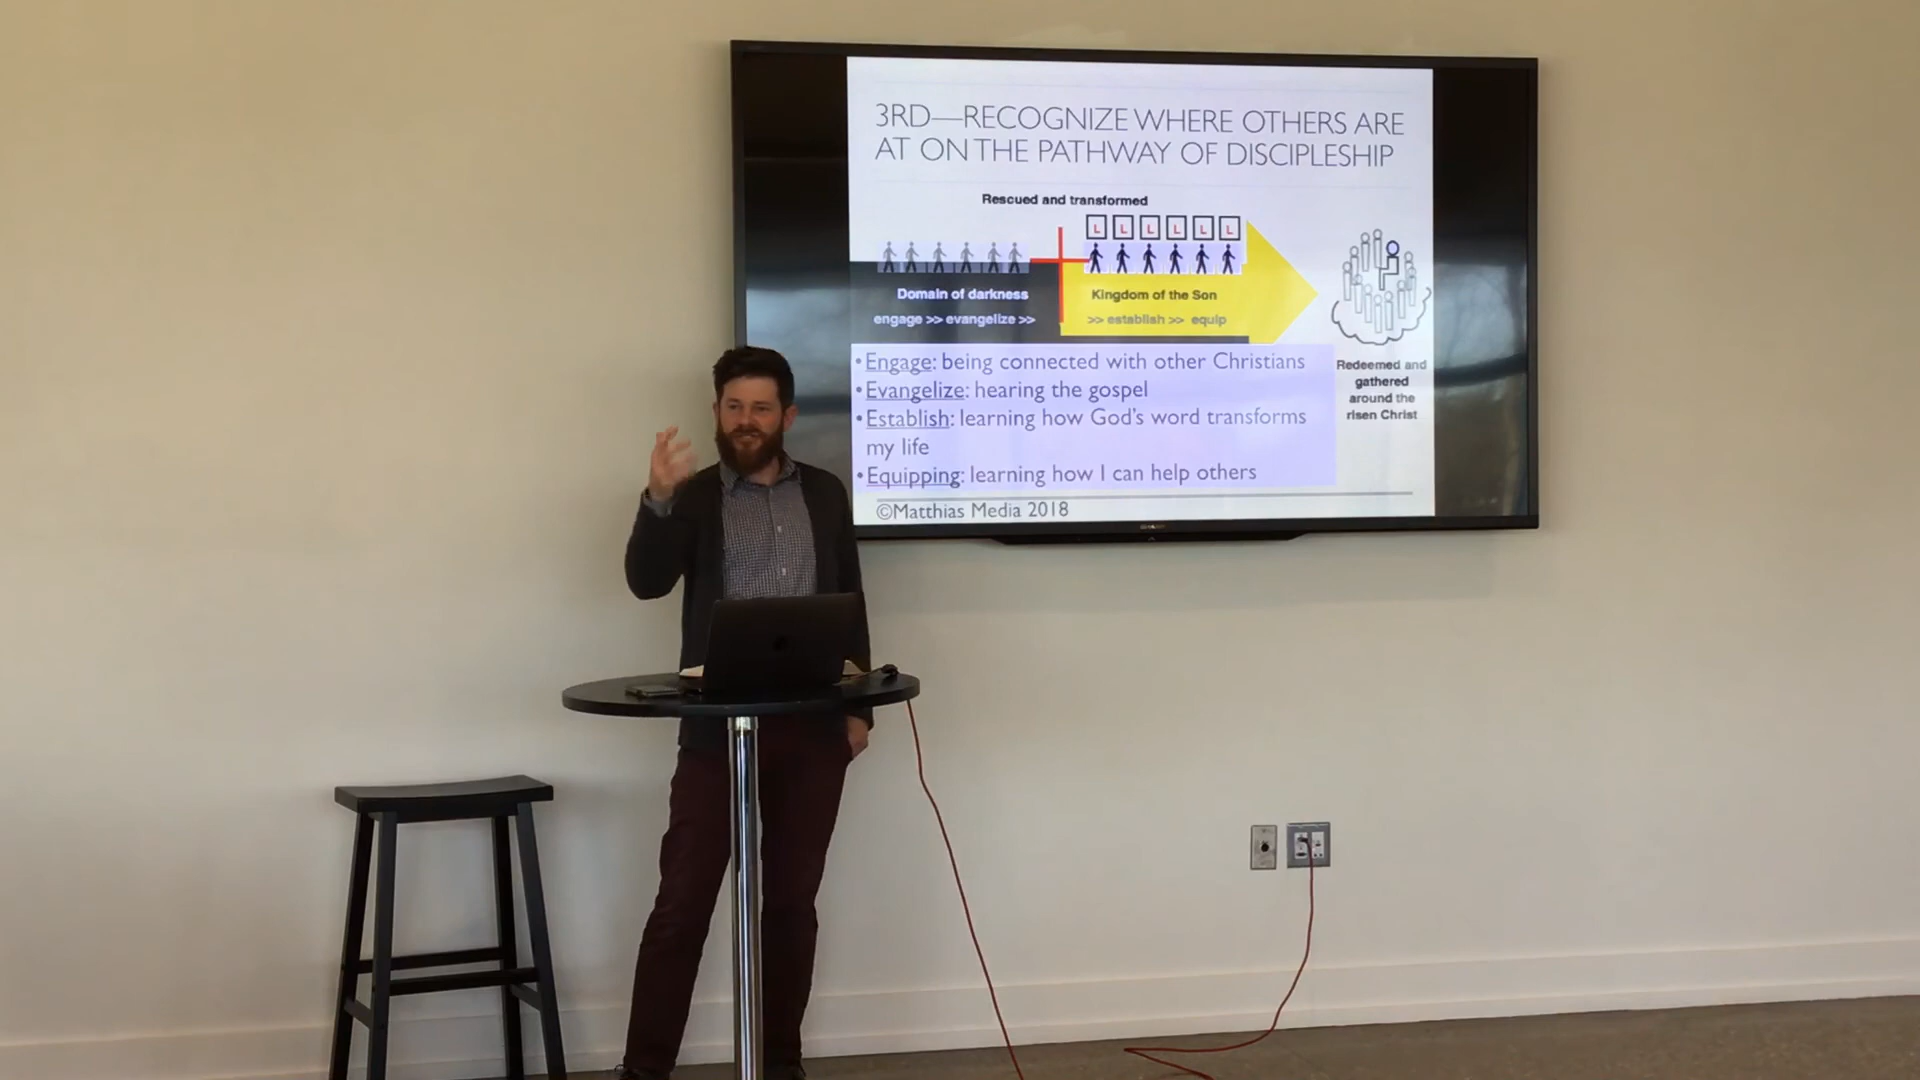 3RD—RECOGNIZE WHERE OTHERS ARE
AT ON THE PATHWAY OF DISCIPLESHIP
Rescued and transformed
L L L L L L
Domain of darkness
Kingdom of the Son
engage >> evangelize >>
>> establish >> equip
Redeemed and
gathered
around the
risen Christ
• Engage: being connected with other Christians
• Evangelize: hearing the gospel
• Establish: learning how God's word transforms
my life
• Equipping: learning how I can help others
©Matthias Media 2018
SHARP